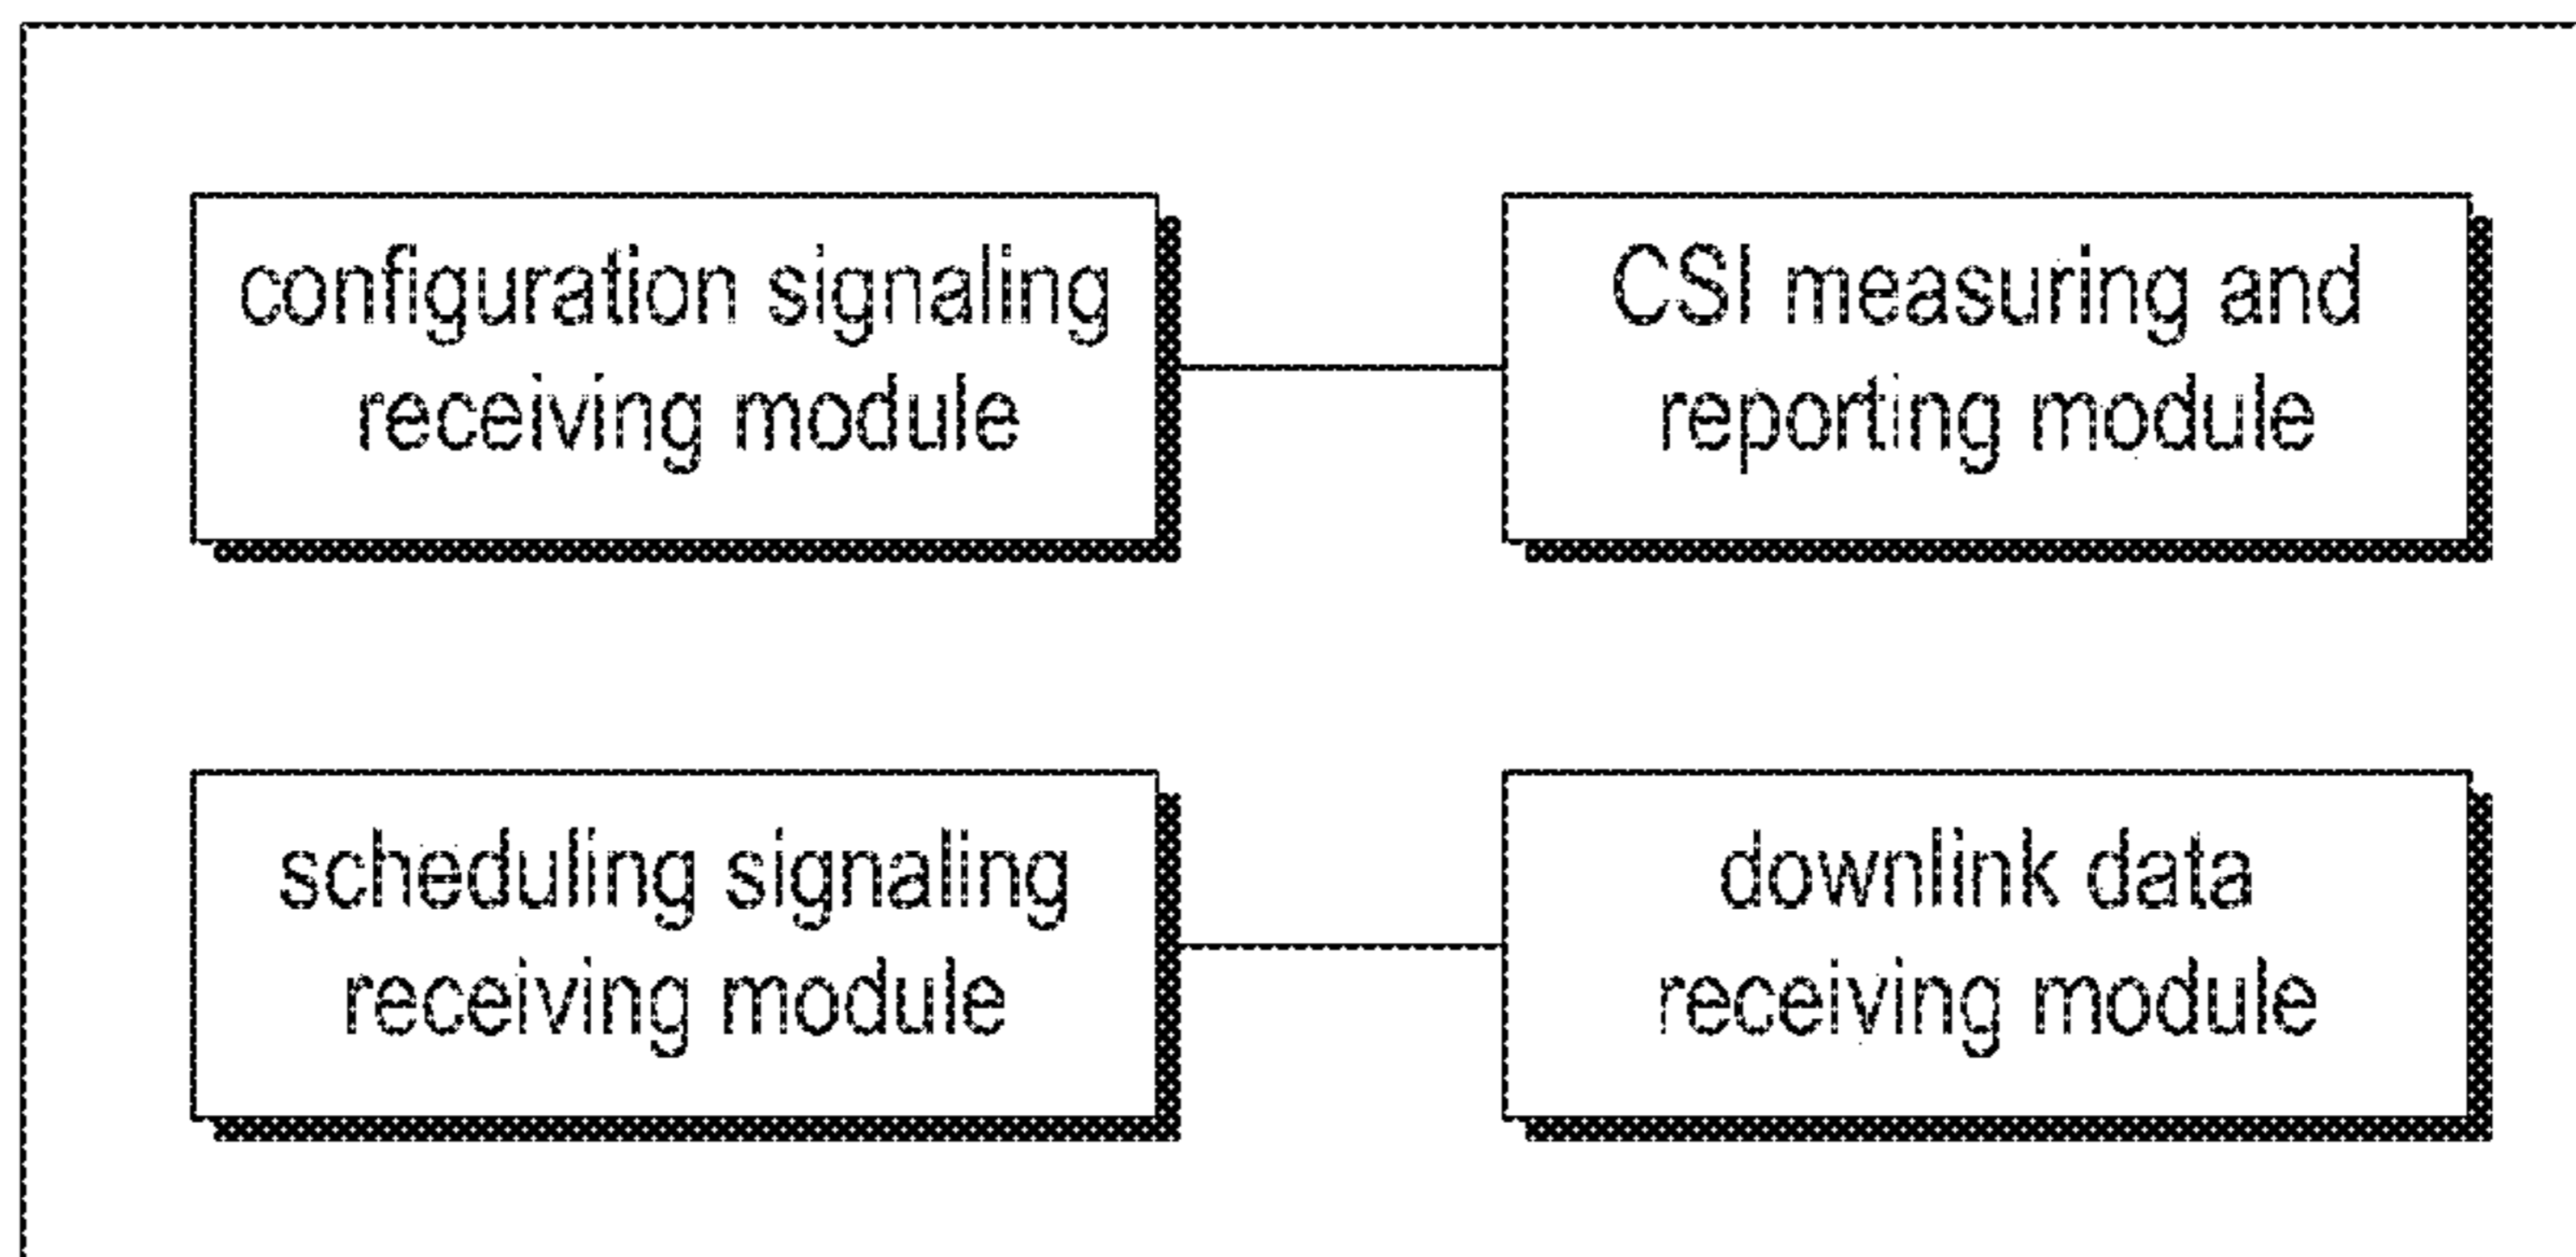 configuration signaling
receiving module
CSI measuring and
reporting module
scheduling signaling
receiving module
downlink data
receiving module